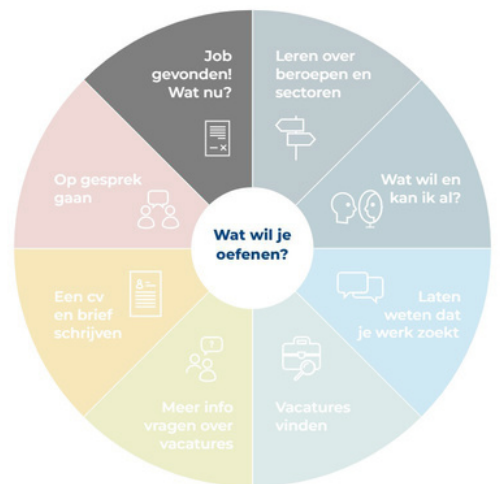 Job
gevonden!
Wat nu?
Leren over
beroepen en
sectoren
Wat wil en
kan ik al?
Laten
weten dat
je werk zoekt
Vacatures
vinden
Meer info
vragen over
vacatures
Een cv
en brief
schrijven
Op gesprek
gaan
Wat wil je
oefenen?